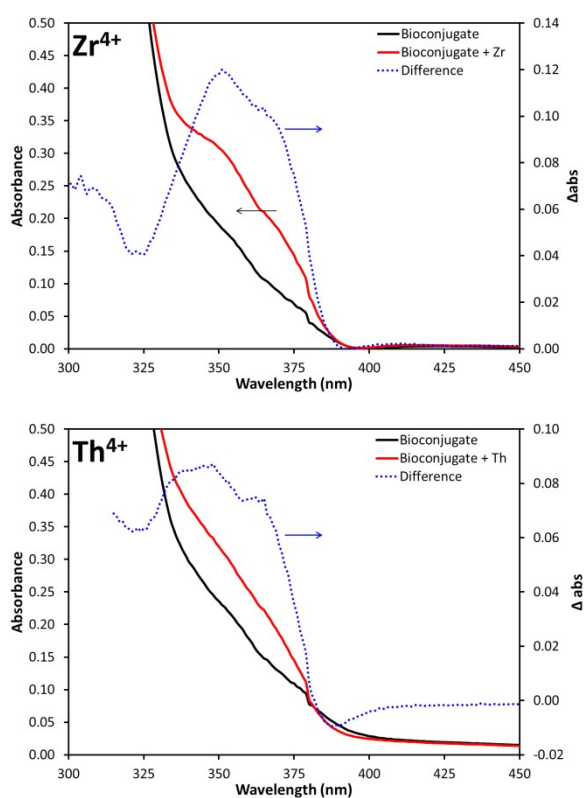 Zr4+
Bioconjugate
Bioconjugate + Zr
Difference
Absorbance
0.50
0.45
0.40
0.35
0.30
0.25
0.20
0.15
0.10
0.05
0.00
0.14
0.12
0.10
0.08
0.06
0.04
0.02
0.00
Δabs
300 325 350 375 400 425 450
Wavelength (nm)
Th4+
Bioconjugate
Bioconjugate + Th
Difference
Absorbance
0.50
0.45
0.40
0.35
0.30
0.25
0.20
0.15
0.10
0.05
0.00
0.10
0.08
0.06
0.04
0.02
0.00
-0.02
Δ abs
300 325 350 375 400 425 450
Wavelength (nm)